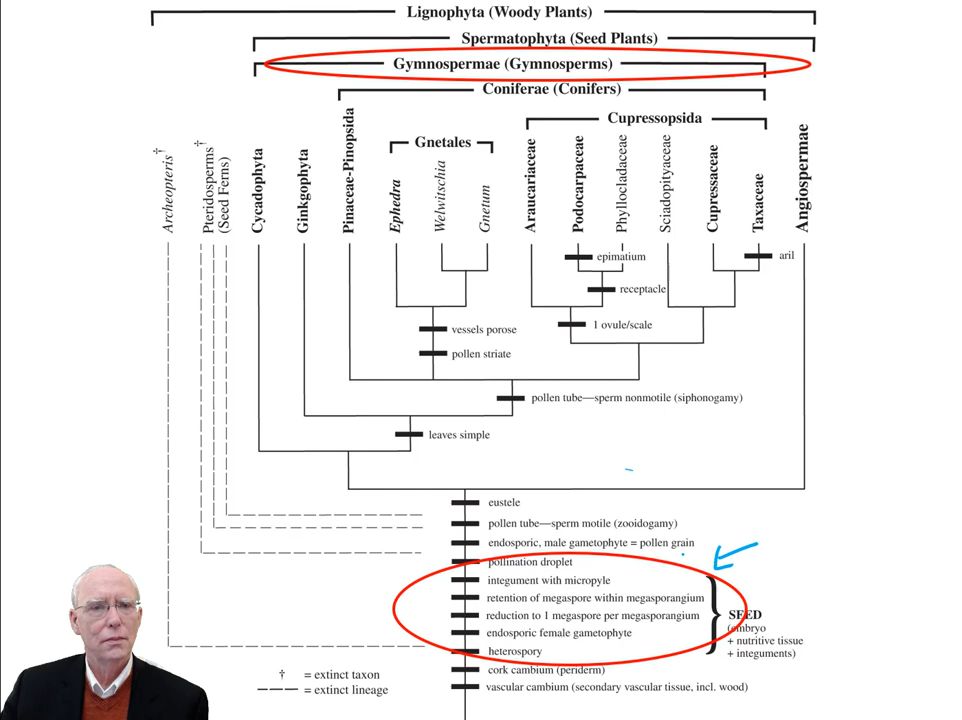 Lignophyta (Woody Plants)
Spermatophyta (Seed Plants)
Gymnospermae (Gymnosperms)
Coniferae (Conifers)
Cupressopsida
Gnetales
Archeopteris†
Pteridosperms†
(Seed Ferns)
Cycadophyta
Ginkgophyta
Pinaceae-Pinopsida
Ephedra
Welwitschia
Gnetum
Araucariaceae
Podocarpaceae
Phyllocladaceae
Sciadopityaceae
Cupressaceae
Taxaceae
Angiospermae
epimatium
aril
receptacle
1 ovule/scale
vessels porose
pollen striate
pollen tube—sperm nonmotile (siphonogamy)
leaves simple
eustele
pollen tube—sperm motile (zooidogamy)
endosporic, male gametophyte = pollen grain
pollination droplet
integument with micropyle
retention of megaspore within megasporangium
reduction to 1 megaspore per megasporangium
endosporic female gametophyte
heterospory
SEED
(embryo
+ nutritive tissue
+ integuments)
cork cambium (periderm)
vascular cambium (secondary vascular tissue, incl. wood)
† = extinct taxon
= extinct lineage